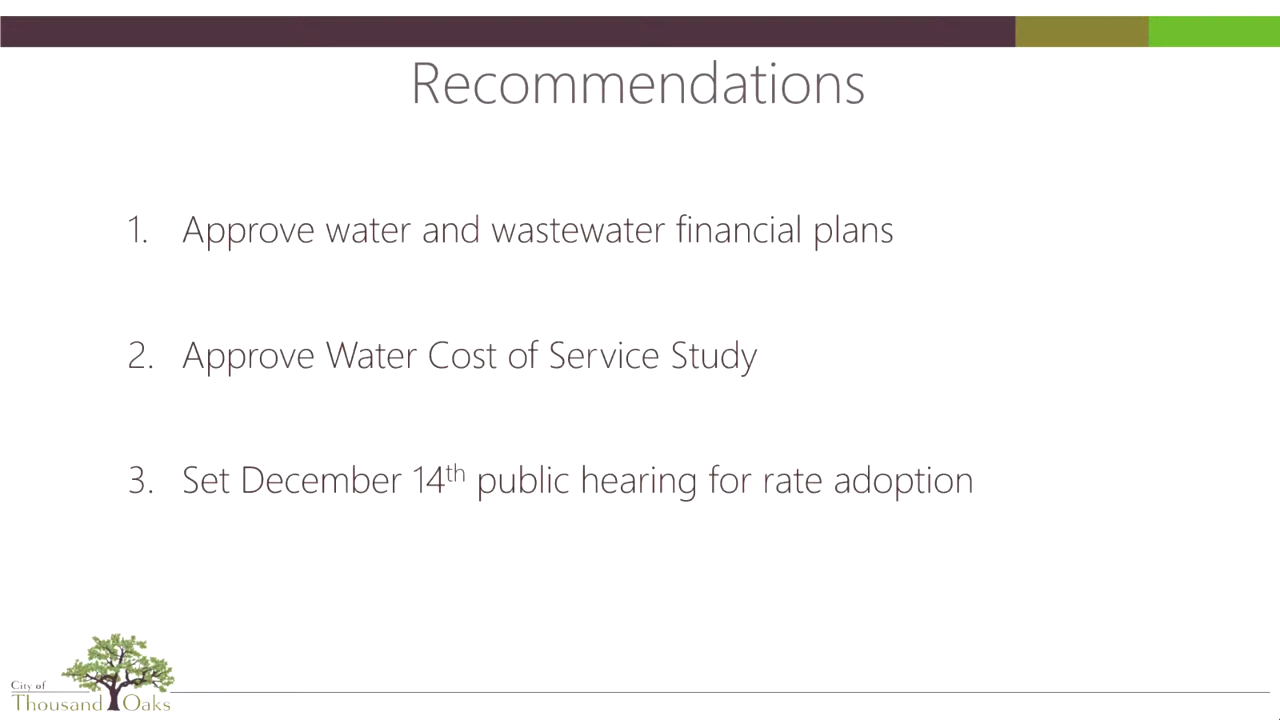 Recommendations
1. Approve water and wastewater financial plans
2. Approve Water Cost of Service Study
3. Set December 14th public hearing for rate adoption
City of
Thousand Oaks